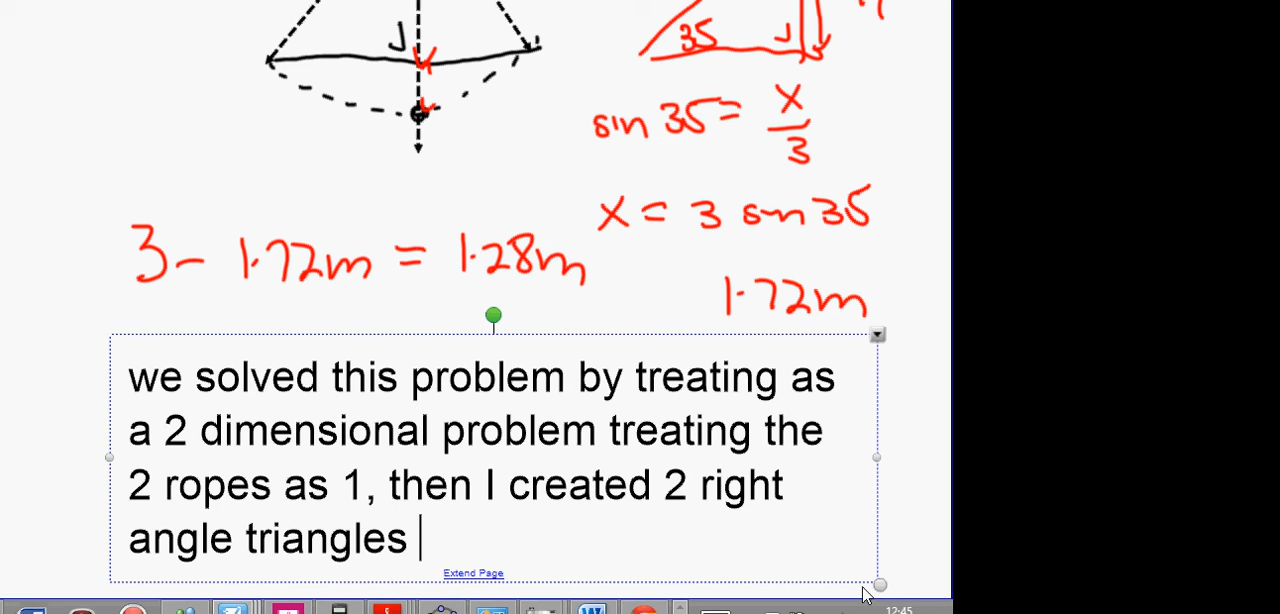 35
sin 35 = x/3
x = 3 sin 35
3 - 1.72m = 1.28m
1.72m
we solved this problem by treating as
a 2 dimensional problem treating the
2 ropes as 1, then I created 2 right
angle triangles
Extend Page
12:45